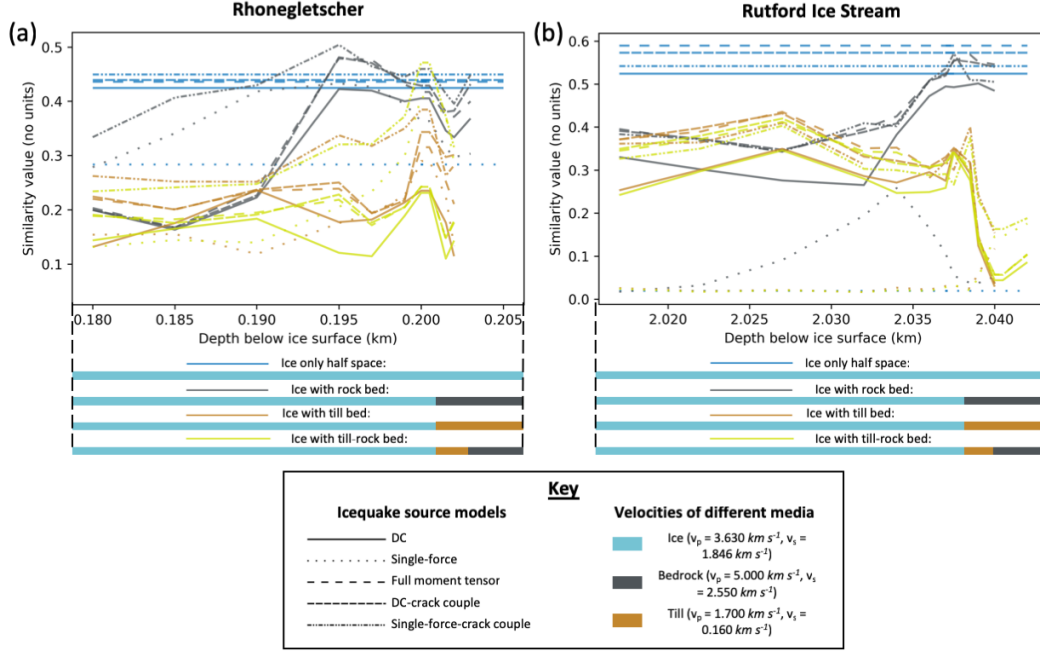 Rhonegletscher
Rutford Ice Stream
(a)
(b)
Similarity value (no units)
0.5
0.4
0.3
0.2
0.1
0.180
0.185
0.190
0.195
0.200
0.205
Depth below ice surface (km)
Similarity value (no units)
0.6
0.5
0.4
0.3
0.2
0.1
0.0
2.020
2.025
2.030
2.035
2.040
Depth below ice surface (km)
Ice only half space:
Ice with rock bed:
Ice with till bed:
Ice with till-rock bed:
Ice only half space:
Ice with rock bed:
Ice with till bed:
Ice with till-rock bed:
Key
Icequake source models
DC
Single-force
Full moment tensor
DC-crack couple
Single-force-crack couple
Velocities of different media
Ice (vp = 3.630 km s-1, vs =
1.846 km s-1)
Bedrock (vp = 5.000 km s-1, vs
= 2.550 km s-1)
Till (vp = 1.700 km s-1, vs =
0.160 km s-1)